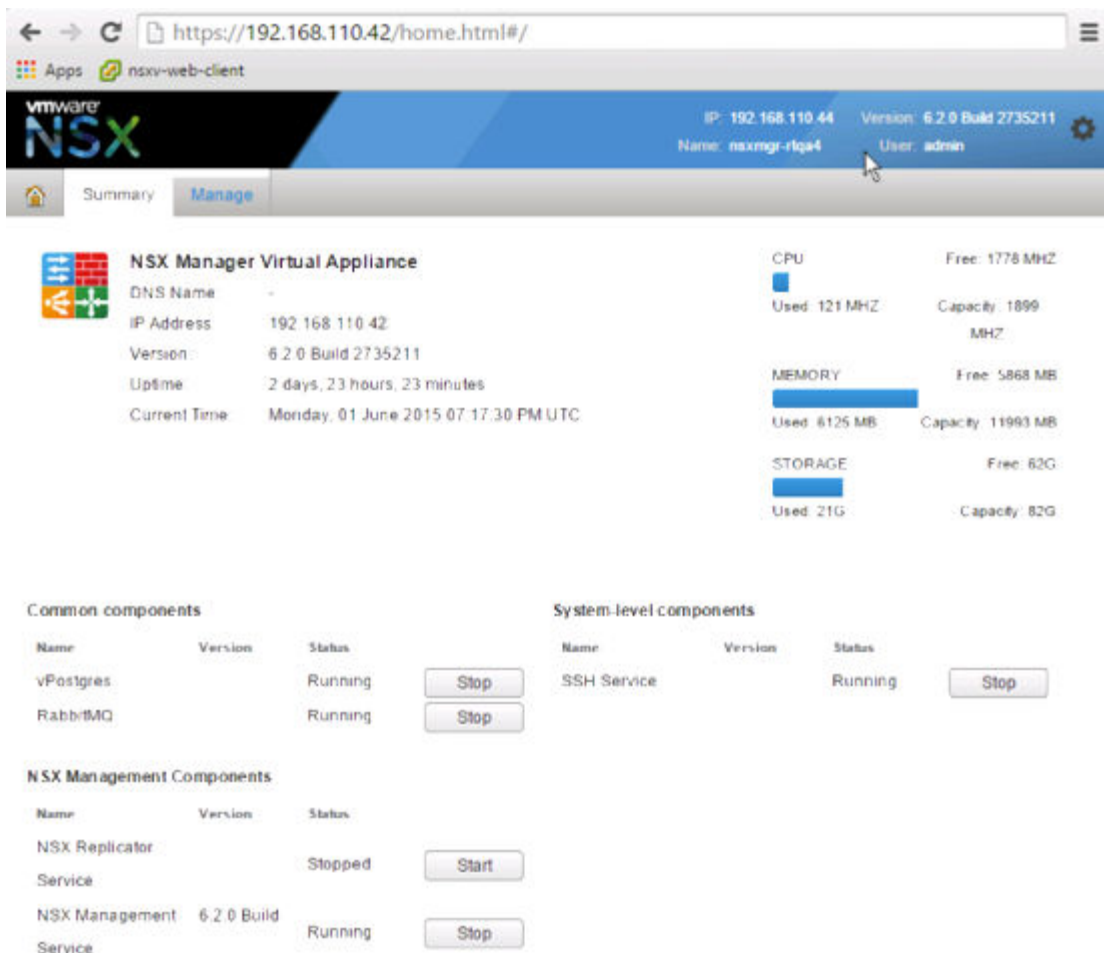 https://192.168.110.42/home.html#/
Apps nsxv-web-client
vmware NSX
IP: 192.168.110.44 Version: 6.2.0 Build 2735211
Name: nsxmgr-rlqa4 User: admin
Summary Manage
NSX Manager Virtual Appliance
DNS Name -
IP Address 192.168.110.42
Version 6.2.0 Build 2735211
Uptime 2 days, 23 hours, 23 minutes
Current Time Monday, 01 June 2015 07:17:30 PM UTC
CPU Free: 1778 MHZ
Used: 121 MHZ Capacity: 1899
MHZ
MEMORY Free: 5868 MB
Used: 6125 MB Capacity: 11993 MB
STORAGE Free: 62G
Used: 21G Capacity: 82G
Common components
Name Version Status
vPostgres Running Stop
RabbitMQ Running Stop
System-level components
Name Version Status
SSH Service Running Stop
NSX Management Components
Name Version Status
NSX Replicator
Service Stopped Start
NSX Management 6.2.0 Build
Service Running Stop